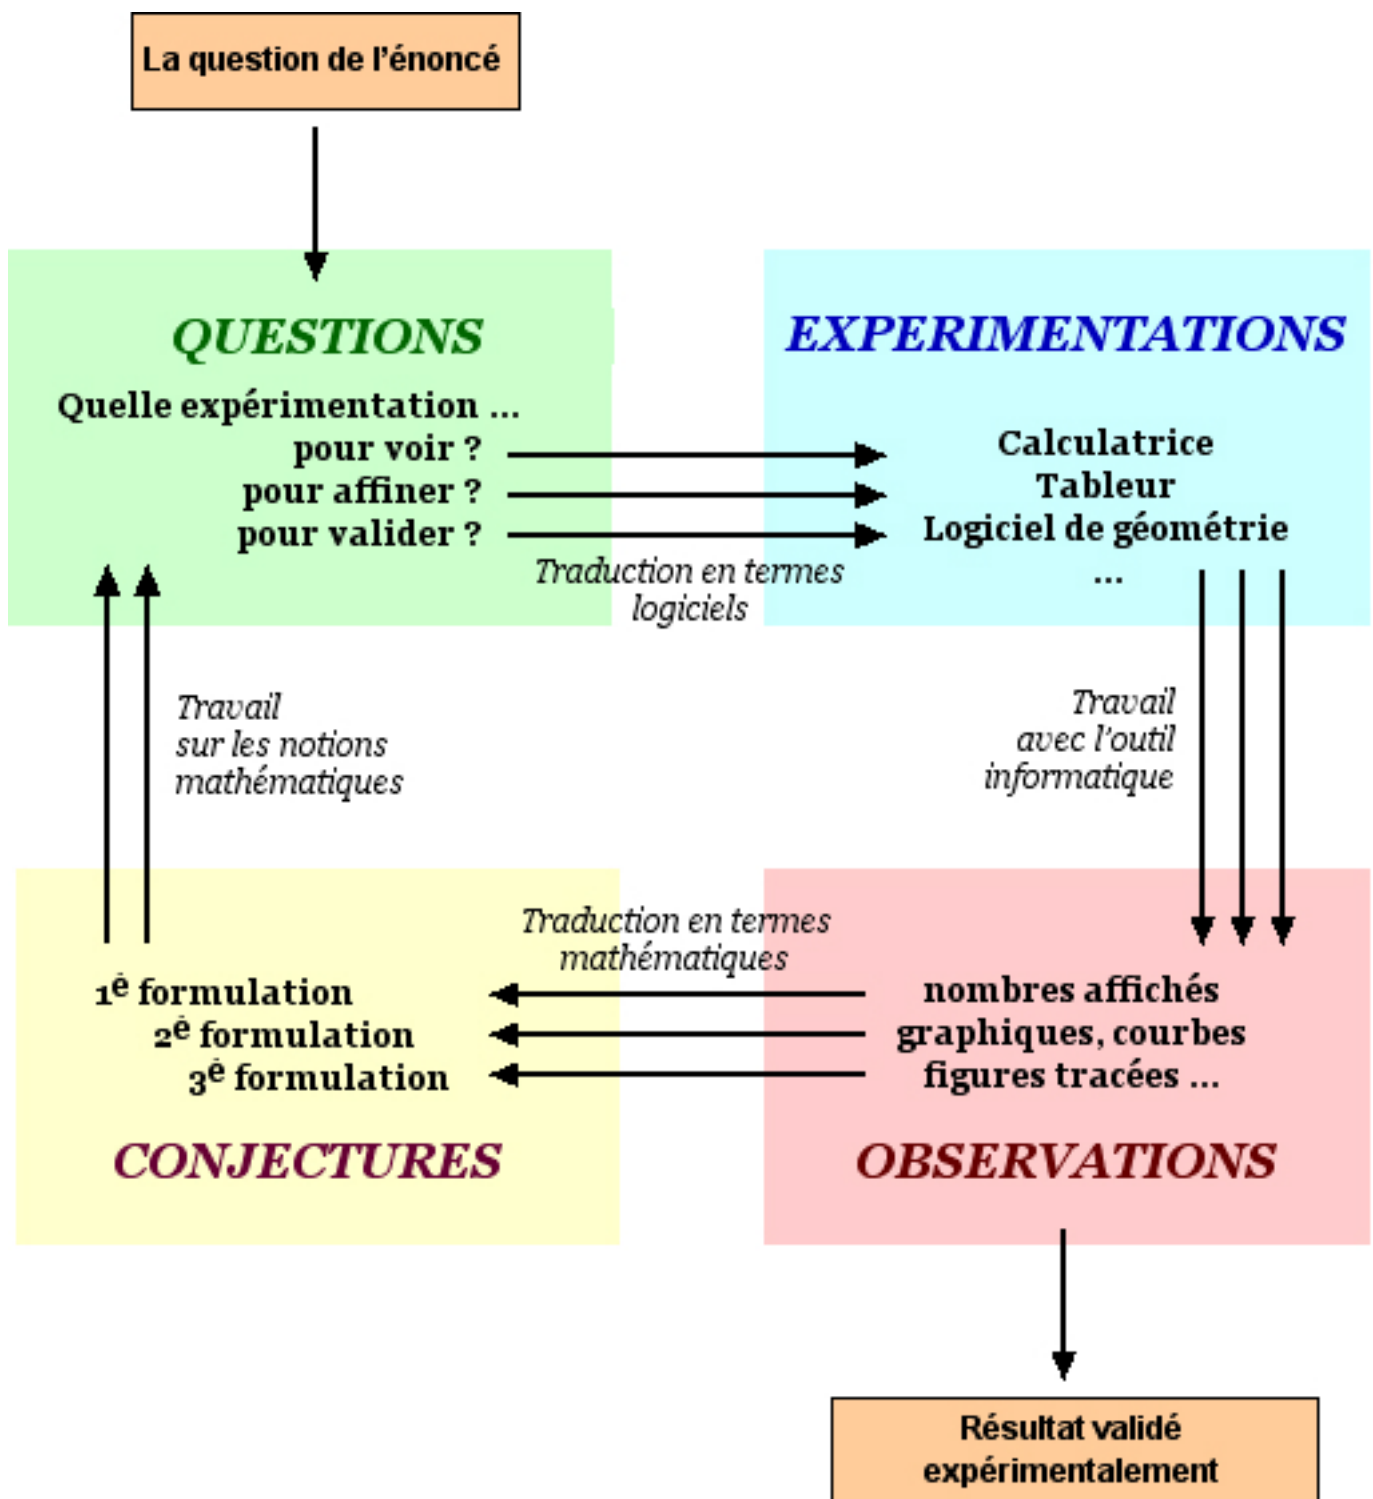 La question de l'énoncé
QUESTIONS
Quelle expérimentation ...
pour voir ?
pour affiner ?
pour valider ?
EXPERIMENTATIONS
Calculatrice
Tableur
Logiciel de géométrie
...
Traduction en termes
logiciels
Travail
sur les notions
mathématiques
Travail
avec l'outil
informatique
Traduction en termes
mathématiques
1è formulation
2è formulation
3è formulation
CONJECTURES
nombres affichés
graphiques, courbes
figures tracées ...
OBSERVATIONS
Résultat validé
expérimentalement